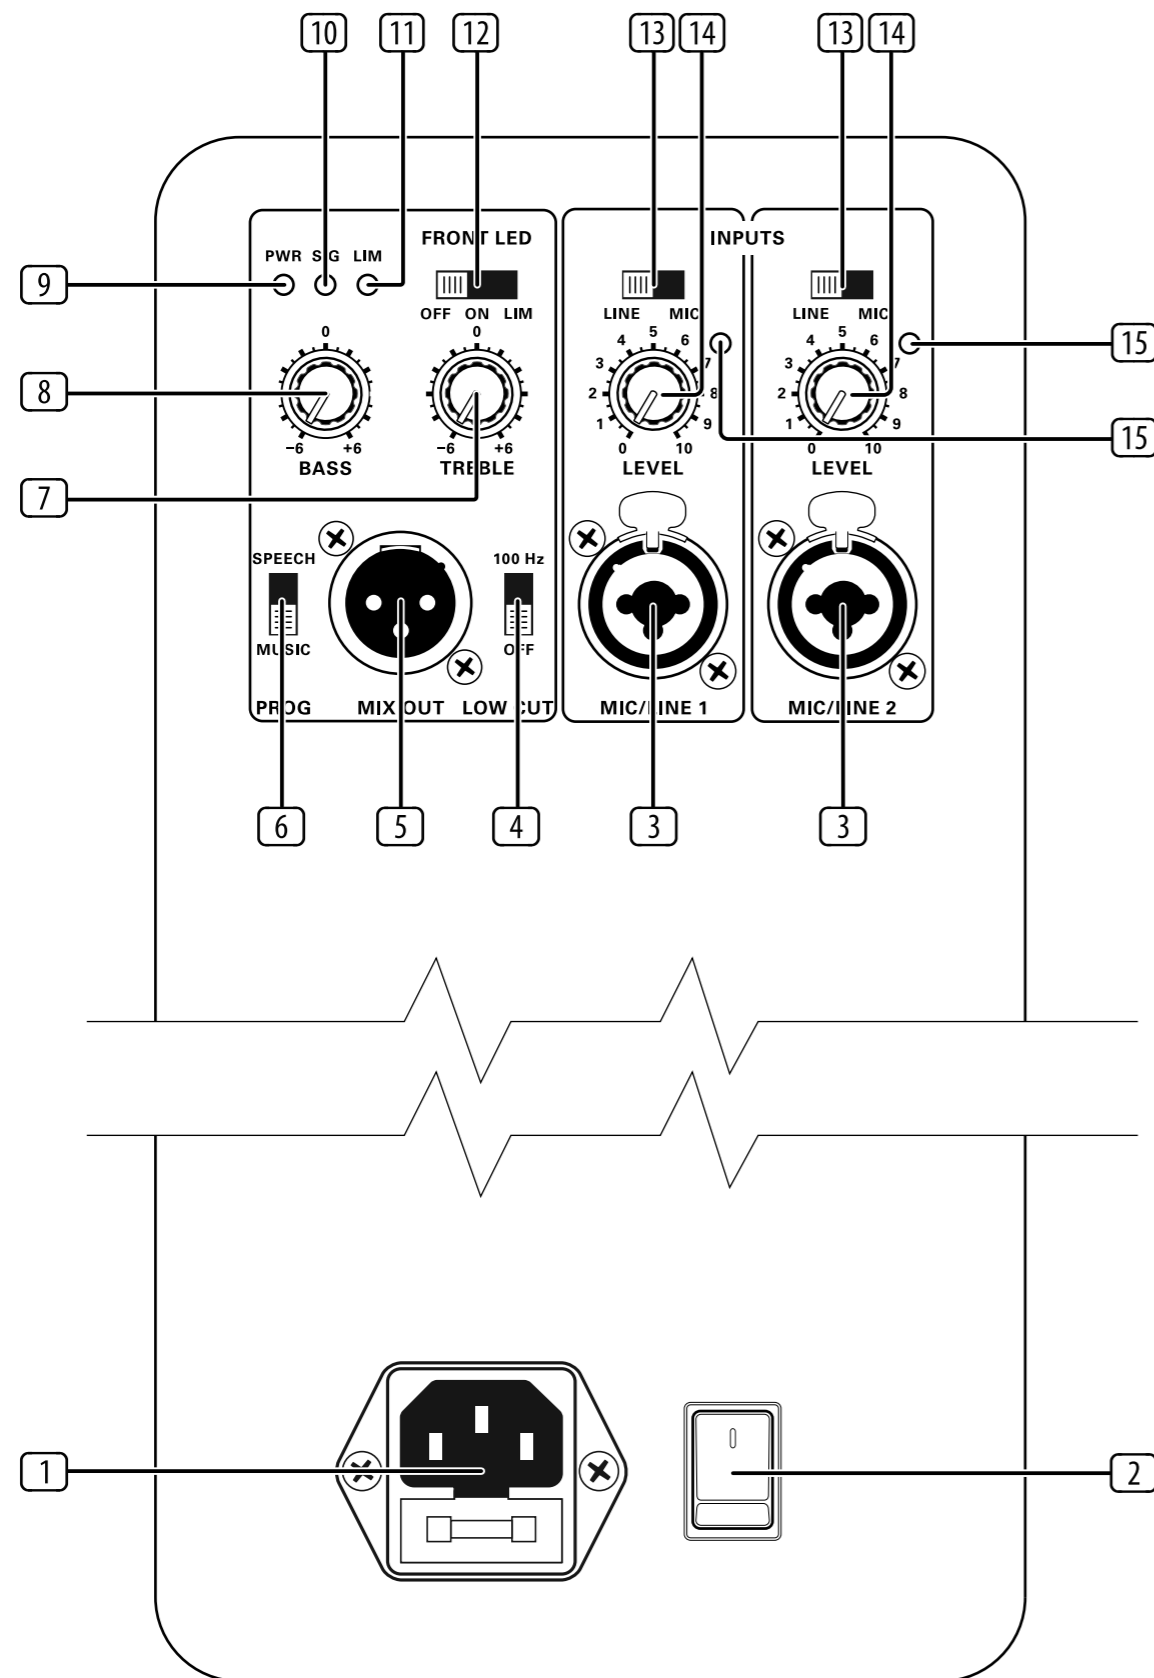 10 11 12 13 14 13 14
FRONT LED INPUTS
PWR SIG LIM
9
OFF ON LIM LINE MIC LINE MIC
15
0 0 0 1 2 3 4 5 6 7 8 9 10 0 1 2 3 4 5 6 7 8 9 10
8
−6 +6 −6 +6
15
BASS TREBLE LEVEL LEVEL
7
SPEECH 100 Hz
MUSIC OFF
PROG MIX OUT LOW CUT MIC/LINE 1 MIC/LINE 2
6 5 4 3 3
1 2